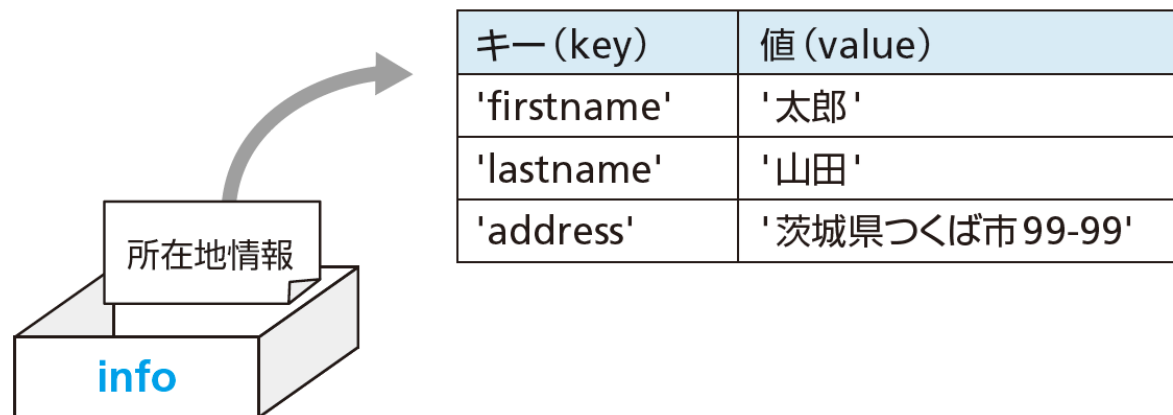 キー（key） 値（value）
'firstname' '太郎'
'lastname' '山田'
'address' '茨城県つくば市99-99'
所在地情報
info